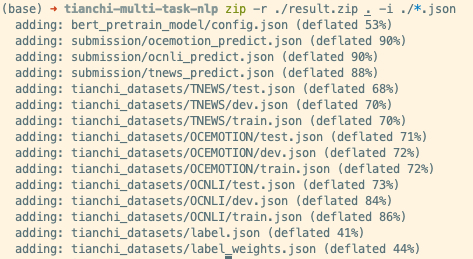 (base) ➜ tianchi-multi-task-nlp zip -r ./result.zip . -i ./*.json
adding: bert_pretrain_model/config.json (deflated 53%)
adding: submission/ocemotion_predict.json (deflated 90%)
adding: submission/ocnli_predict.json (deflated 90%)
adding: submission/tnews_predict.json (deflated 88%)
adding: tianchi_datasets/TNEWS/test.json (deflated 68%)
adding: tianchi_datasets/TNEWS/dev.json (deflated 70%)
adding: tianchi_datasets/TNEWS/train.json (deflated 70%)
adding: tianchi_datasets/OCEMOTION/test.json (deflated 71%)
adding: tianchi_datasets/OCEMOTION/dev.json (deflated 72%)
adding: tianchi_datasets/OCEMOTION/train.json (deflated 72%)
adding: tianchi_datasets/OCNLI/test.json (deflated 73%)
adding: tianchi_datasets/OCNLI/dev.json (deflated 84%)
adding: tianchi_datasets/OCNLI/train.json (deflated 86%)
adding: tianchi_datasets/label.json (deflated 41%)
adding: tianchi_datasets/label_weights.json (deflated 44%)